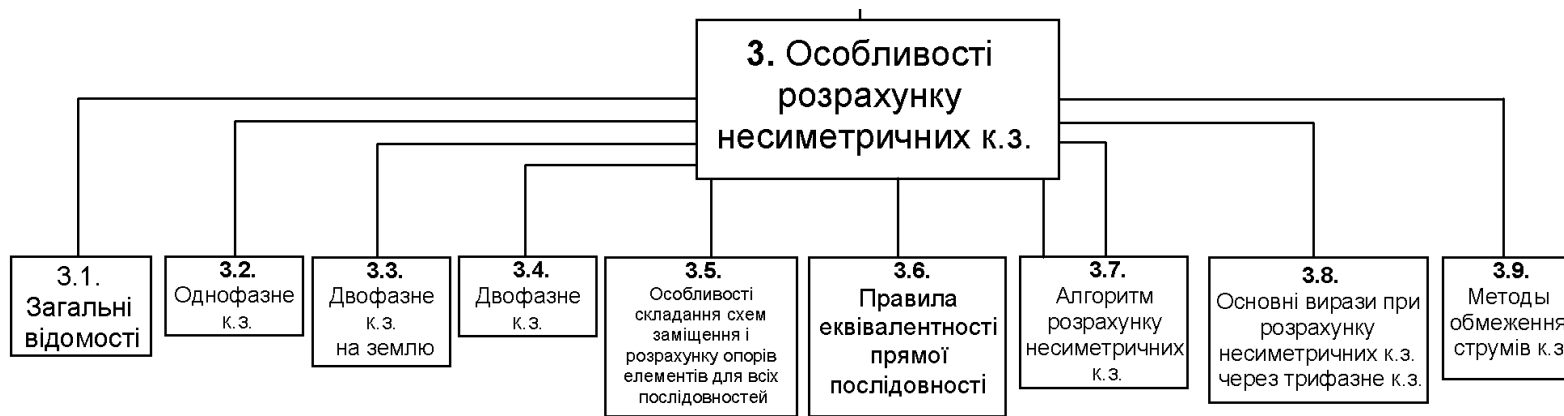 3. Особливості
розрахунку
несиметричних к.з.
3.1.
Загальні
відомості
3.2.
Однофазне
к.з.
3.3.
Двофазне
к.з.
на землю
3.4.
Двофазне
к.з.
3.5.
Особливості
складання схем
заміщення і
розрахунку опорів
елементів для всіх
послідовностей
3.6.
Правила
еквівалентності
прямої
послідовності
3.7.
Алгоритм
розрахунку
несиметричних
к.з.
3.8.
Основні вирази при
розрахунку
несиметричних к.з.
через трифазне к.з.
3.9.
Методы
обмеження
струмів к.з